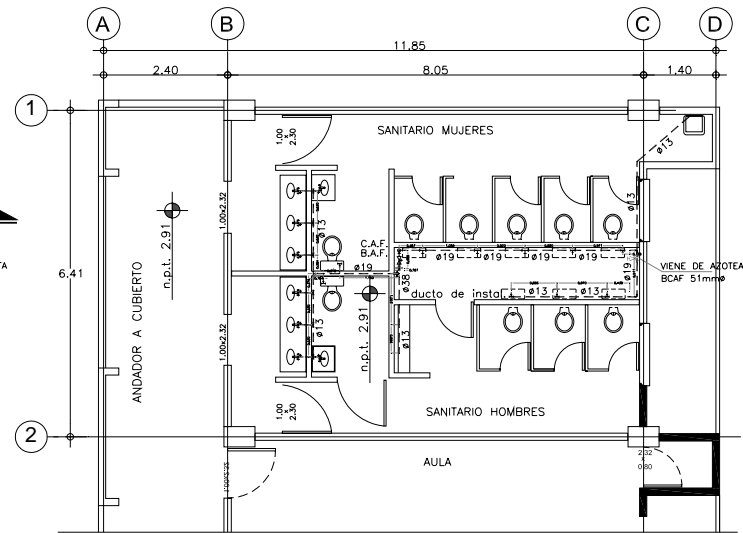 A
B
C
D
11.85
2.40
8.05
1.40
1
2
6.41
TA
SANITARIO MUJERES
1.00
x
2.30
ø13
ø13
1.00x2.32
n.p.t. 2.91
ANDADOR A CUBIERTO
ø13
C.A.F.
B.A.F.
ø19
ø19
ø19
ø19
ø19
ø19
VIENE DE AZOTEA
BCAF 51mmø
ø38
ducto de insta
ø13
ø13
1.00x2.32
ø13
n.p.t. 2.91
ø13
1.00
x
2.30
SANITARIO HOMBRES
AULA
2.32
x
0.80